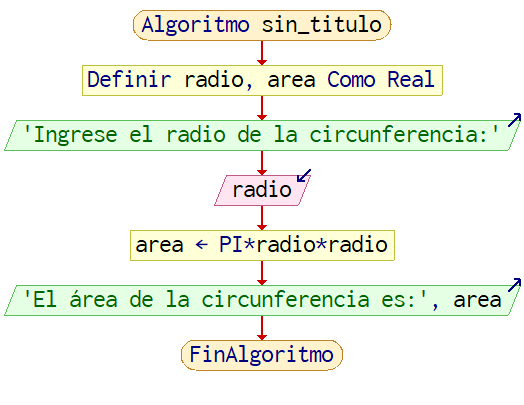 Algoritmo sin_titulo
Definir radio, area Como Real
'Ingrese el radio de la circunferencia:'
radio
area ← PI*radio*radio
'El área de la circunferencia es:', area
FinAlgoritmo